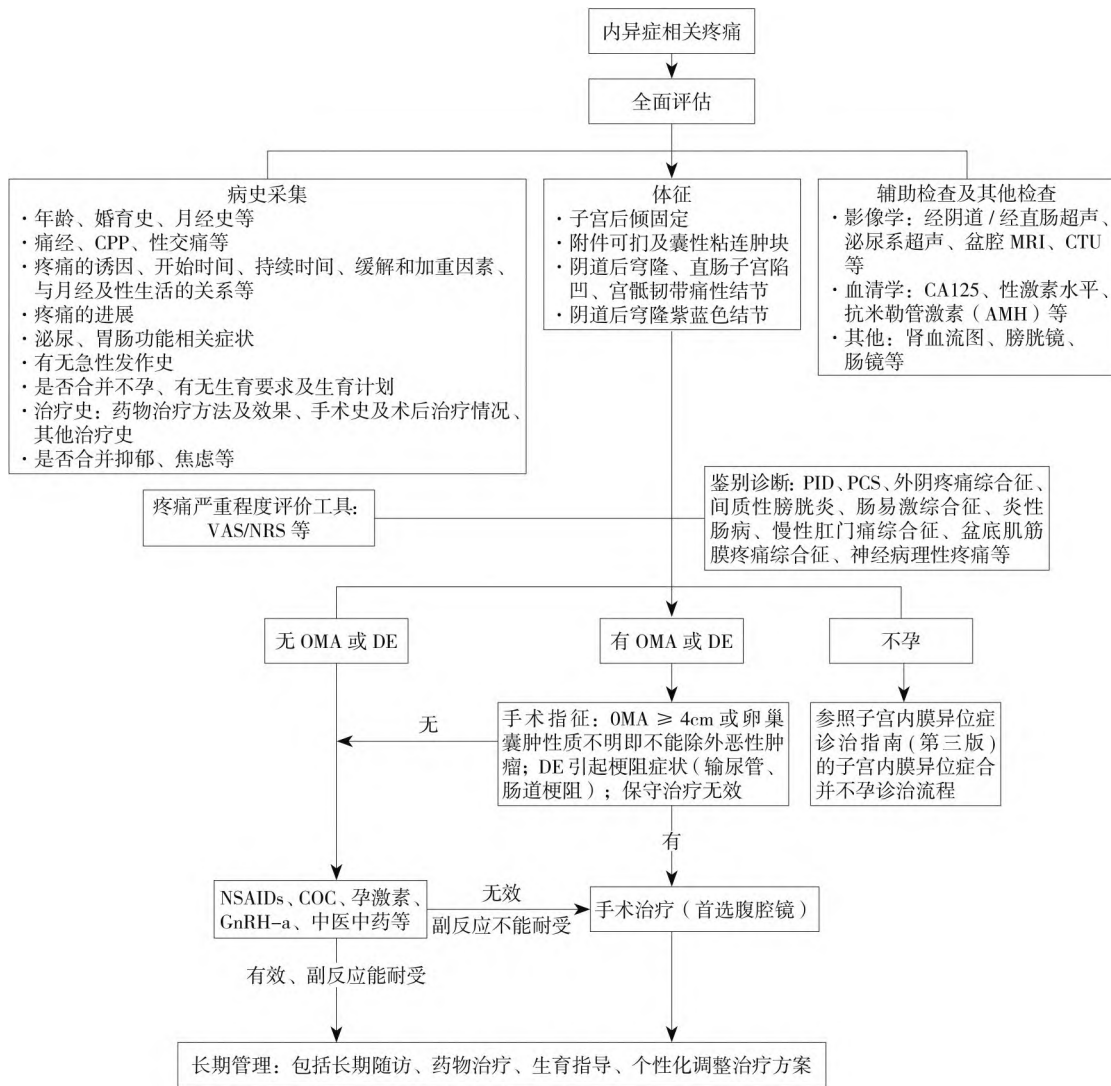 内异症相关疼痛
全面评估
病史采集
·年龄、婚育史、月经史等
·痛经、CPP、性交痛等
·疼痛的诱因、开始时间、持续时间、缓解和加重因素、
与月经及性生活的关系等
·疼痛的进展
·泌尿、胃肠功能相关症状
·有无急性发作史
·是否合并不孕、有无生育要求及生育计划
·治疗史：药物治疗方法及效果、手术史及术后治疗情况、
其他治疗史
·是否合并抑郁、焦虑等
体征
·子宫后倾固定
·附件可扪及囊性粘连肿块
·阴道后穹隆、直肠子宫陷
凹、宫骶韧带痛性结节
·阴道后穹隆紫蓝色结节
辅助检查及其他检查
·影像学：经阴道/经直肠超声、
泌尿系超声、盆腔 MRI、CTU
等
·血清学：CA125、性激素水平、
抗米勒管激素（AMH）等
·其他：肾血流图、膀胱镜、
肠镜等
疼痛严重程度评价工具：
VAS/NRS 等
鉴别诊断：PID、PCS、外阴疼痛综合征、
间质性膀胱炎、肠易激综合征、炎性
肠病、慢性肛门痛综合征、盆底肌筋
膜疼痛综合征、神经病理性疼痛等
无 OMA 或 DE
有 OMA 或 DE
不孕
无
手术指征：OMA ≥ 4cm 或卵巢
囊肿性质不明即不能除外恶性肿
瘤；DE 引起梗阻症状（输尿管、
肠道梗阻）；保守治疗无效
参照子宫内膜异位症
诊治指南(第三版)
的子宫内膜异位症合
并不孕诊治流程
有
NSAIDs、COC、孕激素、
GnRH-a、中医中药等
无效
副反应不能耐受
手术治疗（首选腹腔镜）
有效、副反应能耐受
长期管理：包括长期随访、药物治疗、生育指导、个性化调整治疗方案